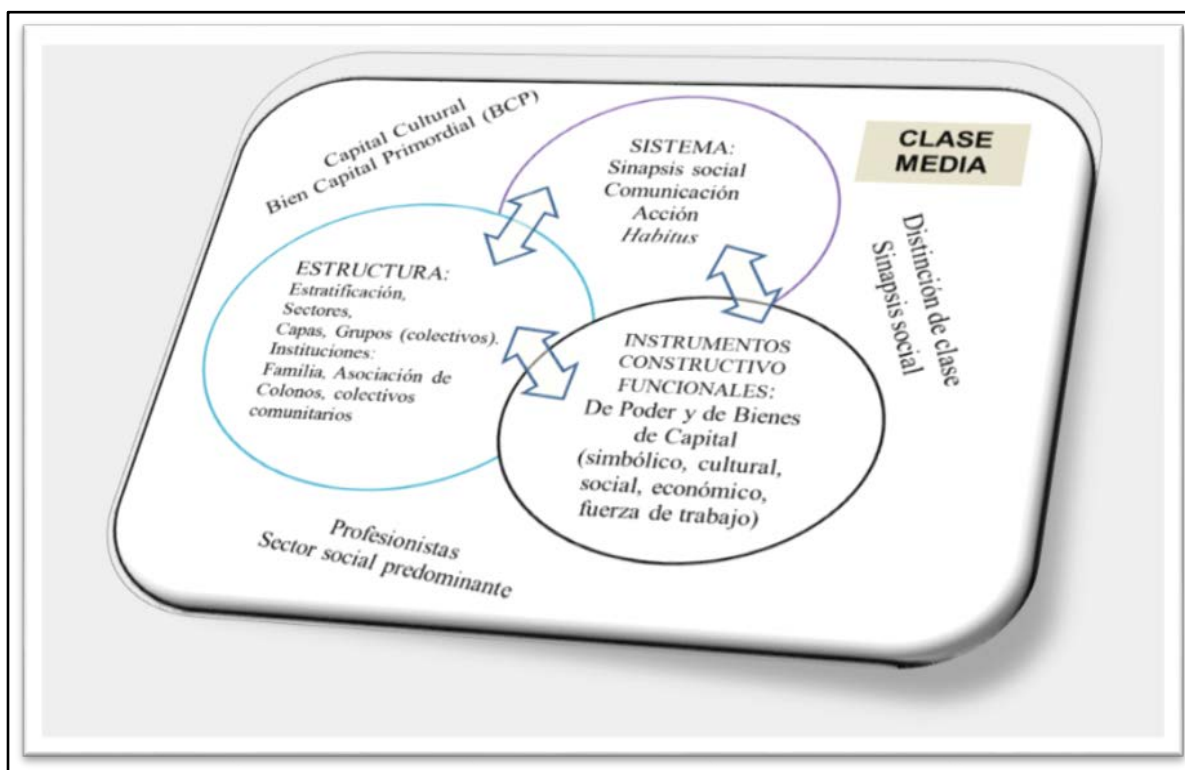 Capital Cultural
Bien Capital Primordial (BCP)
SISTEMA:
Sinapsis social
Comunicación
Acción
Habitus
CLASE
MEDIA
Distinción de clase
Sinapsis social
ESTRUCTURA:
Estratificación,
Sectores,
Capas, Grupos (colectivos).
Instituciones:
Familia, Asociación de
Colonos, colectivos
comunitarios
INSTRUMENTOS
CONSTRUCTIVO
FUNCIONALES:
De Poder y de Bienes
de Capital
(simbólico, cultural,
social, económico,
fuerza de trabajo)
Profesionistas
Sector social predominante